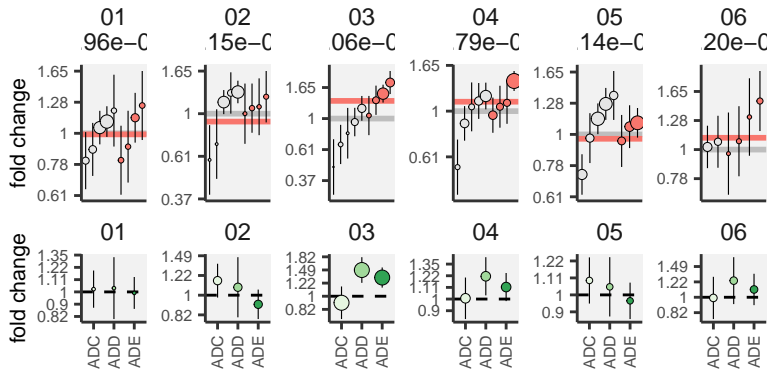 01 02 03 04 05 06
.96e−0 .15e−0 .06e−0 .79e−0 .14e−0 .20e−0
fold change
1.65 1.28 1 0.78 0.61
1.65 1 0.61 0.37
1.65 1 0.61 0.37
1.65 1 0.61
1.65 1.28 1 0.78 0.61
1.65 1.28 1 0.78
01 02 03 04 05 06
fold change
1.35 1.22 1.11 1 0.9 0.82
1.49 1.22 1 0.82
1.82 1.49 1.22 1 0.82
1.35 1.22 1.11 1 0.9
1.22 1.11 1 0.9
1.49 1.22 1 0.82
ADC ADD ADE
ADC ADD ADE
ADC ADD ADE
ADC ADD ADE
ADC ADD ADE
ADC ADD ADE